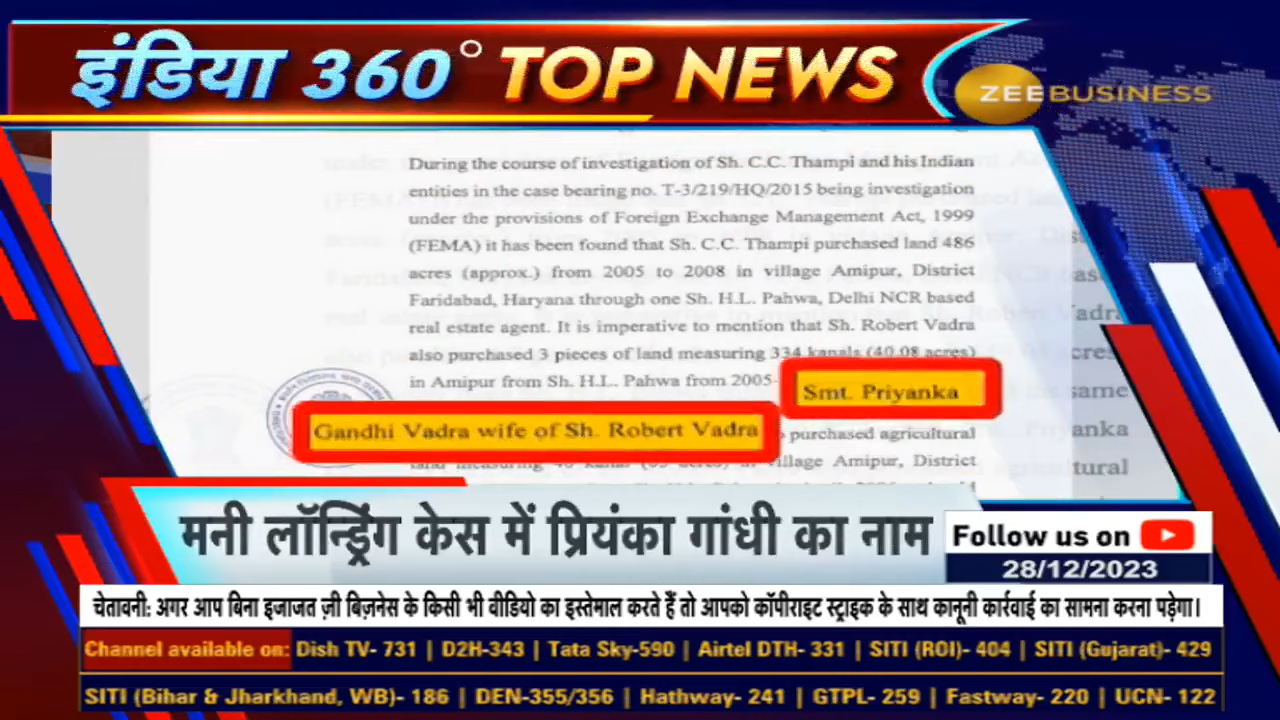 इंडिया 360° TOP NEWS
ZEEBUSINESS
During the course of investigation of Sh. C.C. Thampi and his Indian
entities in the case bearing no. T-3/219/HQ/2015 being investigation
under the provisions of Foreign Exchange Management Act, 1999
(FEMA) it has been found that Sh. C.C. Thampi purchased land 486
acres (approx.) from 2005 to 2008 in village Amipur, District
Faridabad, Haryana through one Sh. H.L. Pahwa, Delhi NCR based
real estate agent. It is imperative to mention that Sh. Robert Vadra
also purchased 3 pieces of land measuring 334 kanals (40.08 acres)
in Amipur from Sh. H.L. Pahwa from 2005-
Smt. Priyanka
Gandhi Vadra wife of Sh. Robert Vadra
purchased agricultural
village Amipur, District
मनी लॉन्ड्रिंग केस में प्रियंका गांधी का नाम
Follow us on
28/12/2023
चेतावनी: अगर आप बिना इजाजत ज़ी बिज़नेस के किसी भी वीडियो का इस्तेमाल करते हैं तो आपको कॉपीराइट स्ट्राइक के साथ कानूनी कार्रवाई का सामना करना पड़ेगा।
Channel available on: Dish TV- 731 | D2H-343 | Tata Sky-590 | Airtel DTH- 331 | SITI (ROI)- 404 | SITI (Gujarat)- 429
SITI (Bihar & Jharkhand, WB)- 186 | DEN-355/356 | Hathway- 241 | GTPL- 259 | Fastway- 220 | UCN- 122